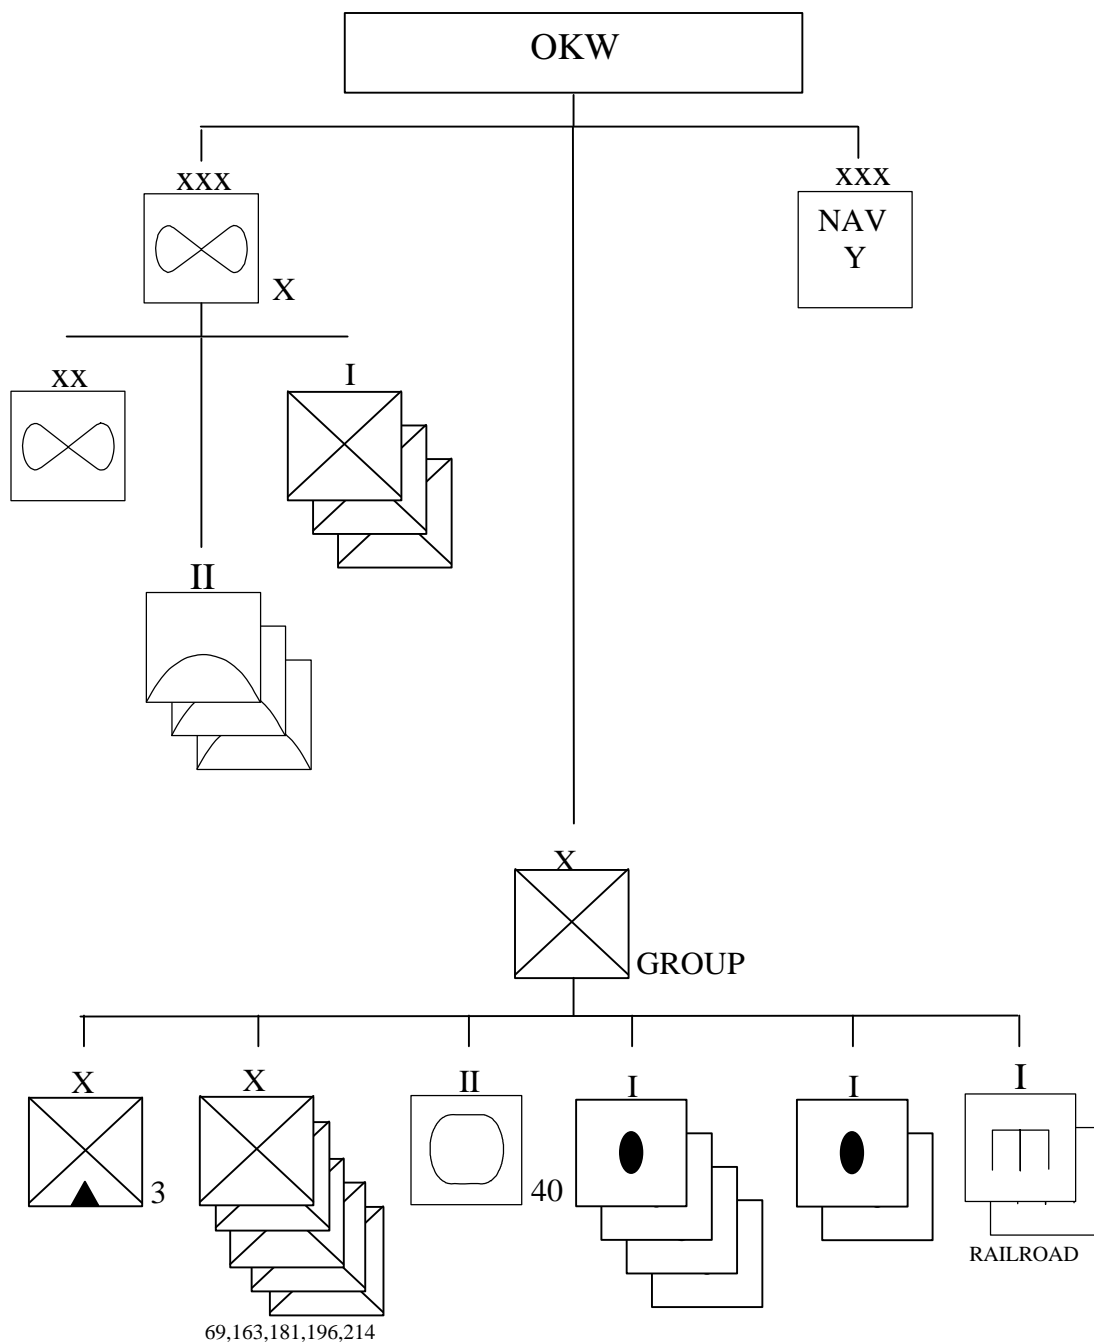 OKW
XXX
XXX
NAV
Y
X
XX
I
II
X
GROUP
X
X
II
I
I
I
3
40
RAILROAD
69,163,181,196,214